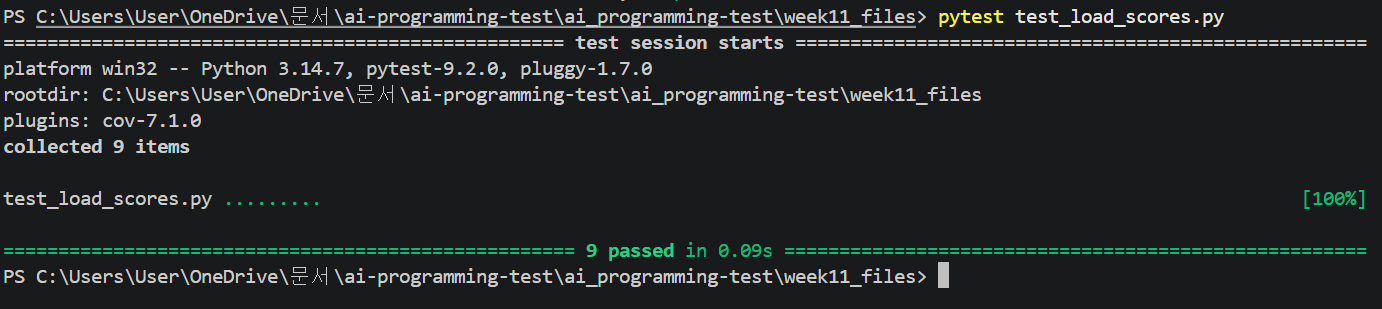 PS C:\Users\User\OneDrive\문서\ai-programming-test\ai_programming-test\week11_files> pytest test_load_scores.py
================================================ test session starts =================================================
platform win32 -- Python 3.14.7, pytest-9.2.0, pluggy-1.7.0
rootdir: C:\Users\User\OneDrive\문서\ai-programming-test\ai_programming-test\week11_files
plugins: cov-7.1.0
collected 9 items
test_load_scores.py ......... [100%]
================================================= 9 passed in 0.09s ==================================================
PS C:\Users\User\OneDrive\문서\ai-programming-test\ai_programming-test\week11_files>